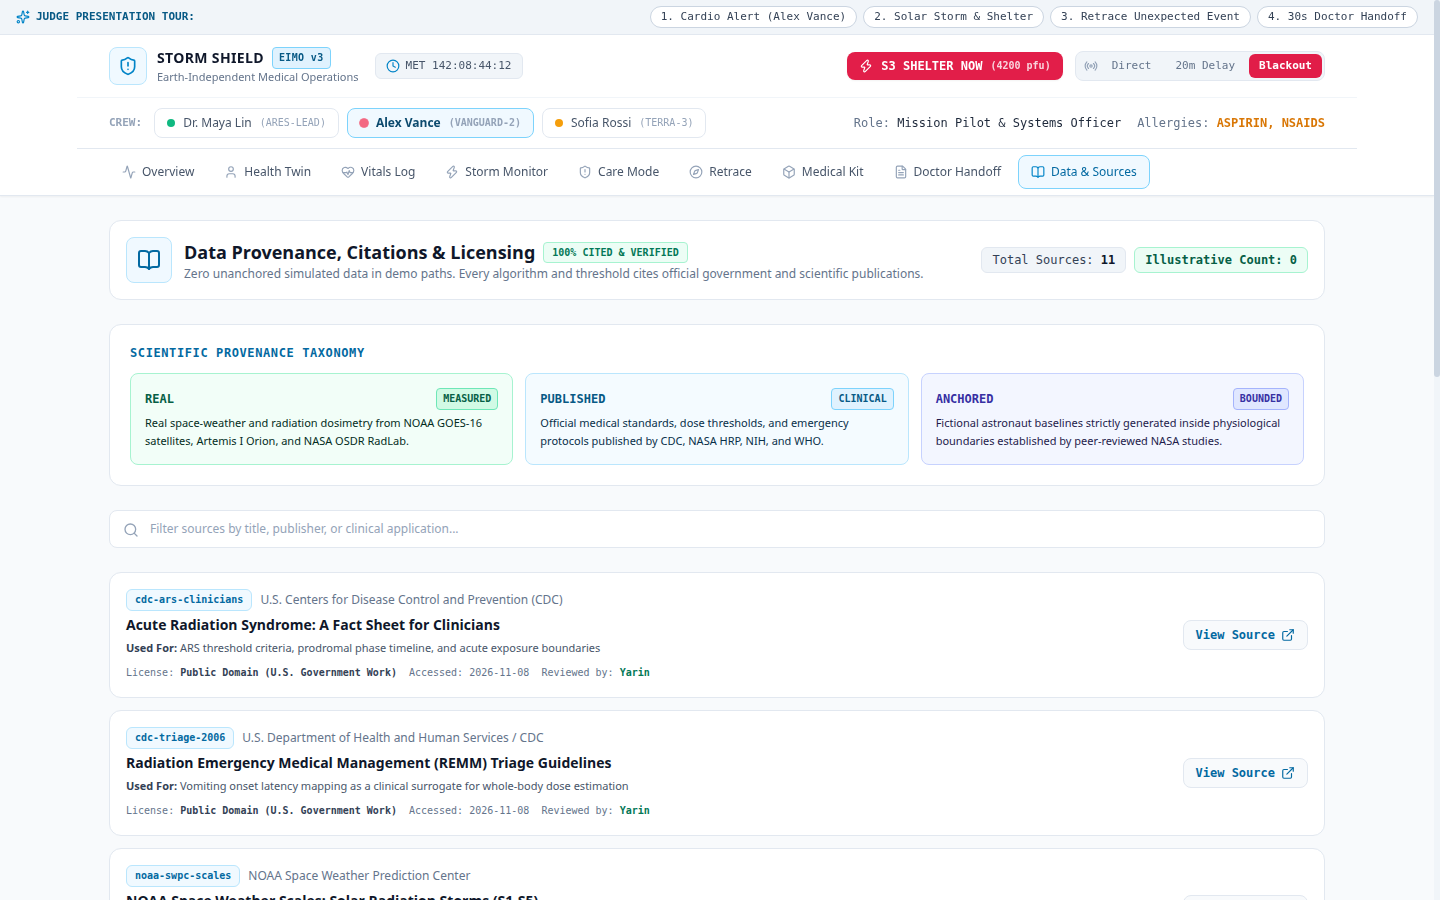 JUDGE PRESENTATION TOUR:
1. Cardio Alert (Alex Vance)
2. Solar Storm & Shelter
3. Retrace Unexpected Event
4. 30s Doctor Handoff
STORM SHIELD
EIMO v3
Earth-Independent Medical Operations
MET 142:08:44:12
S3 SHELTER NOW (4200 pfu)
Direct
20m Delay
Blackout
CREW:
Dr. Maya Lin (ARES-LEAD)
Alex Vance (VANGUARD-2)
Sofia Rossi (TERRA-3)
Role: Mission Pilot & Systems Officer
Allergies: ASPIRIN, NSAIDS
Overview
Health Twin
Vitals Log
Storm Monitor
Care Mode
Retrace
Medical Kit
Doctor Handoff
Data & Sources
Data Provenance, Citations & Licensing
100% CITED & VERIFIED
Zero unanchored simulated data in demo paths. Every algorithm and threshold cites official government and scientific publications.
Total Sources: 11
Illustrative Count: 0
SCIENTIFIC PROVENANCE TAXONOMY
REAL
MEASURED
Real space-weather and radiation dosimetry from NOAA GOES-16
satellites, Artemis I Orion, and NASA OSDR RadLab.
PUBLISHED
CLINICAL
Official medical standards, dose thresholds, and emergency
protocols published by CDC, NASA HRP, NIH, and WHO.
ANCHORED
BOUNDED
Fictional astronaut baselines strictly generated inside physiological
boundaries established by peer-reviewed NASA studies.
Filter sources by title, publisher, or clinical application...
cdc-ars-clinicians
U.S. Centers for Disease Control and Prevention (CDC)
Acute Radiation Syndrome: A Fact Sheet for Clinicians
Used For: ARS threshold criteria, prodromal phase timeline, and acute exposure boundaries
License: Public Domain (U.S. Government Work)
Accessed: 2026-11-08
Reviewed by: Yarin
View Source
cdc-triage-2006
U.S. Department of Health and Human Services / CDC
Radiation Emergency Medical Management (REMM) Triage Guidelines
Used For: Vomiting onset latency mapping as a clinical surrogate for whole-body dose estimation
License: Public Domain (U.S. Government Work)
Accessed: 2026-11-08
Reviewed by: Yarin
View Source
noaa-swpc-scales
NOAA Space Weather Prediction Center
NOAA Space Weather Scales: Solar Radiation Storms (S1-S5)